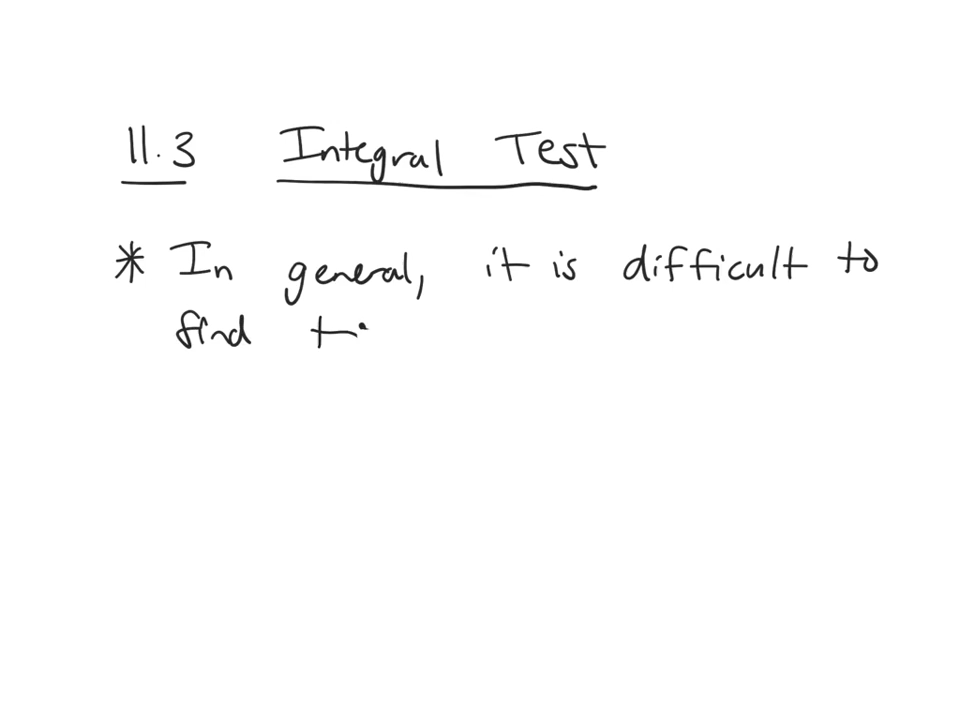 11.3 Integral Test
* In general, it is difficult to
find